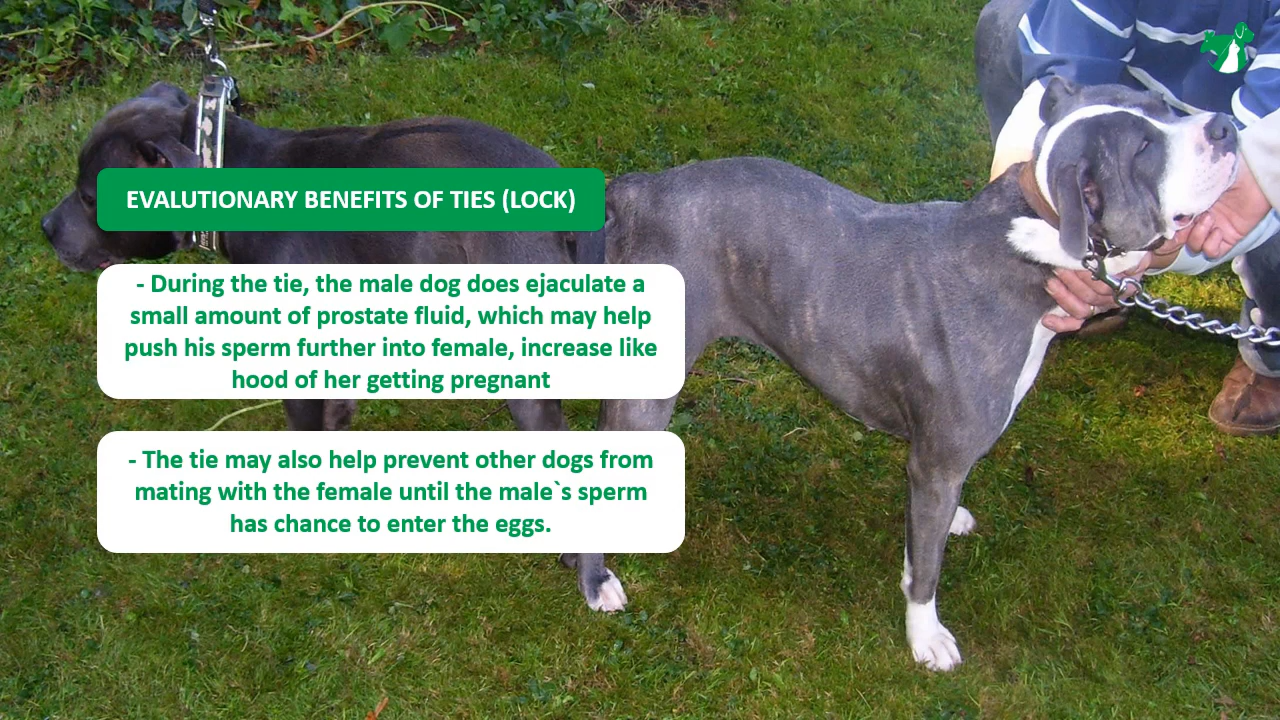 EVALUTIONARY BENEFITS OF TIES (LOCK)
- During the tie, the male dog does ejaculate a
small amount of prostate fluid, which may help
push his sperm further into female, increase like
hood of her getting pregnant
- The tie may also help prevent other dogs from
mating with the female until the male`s sperm
has chance to enter the eggs.